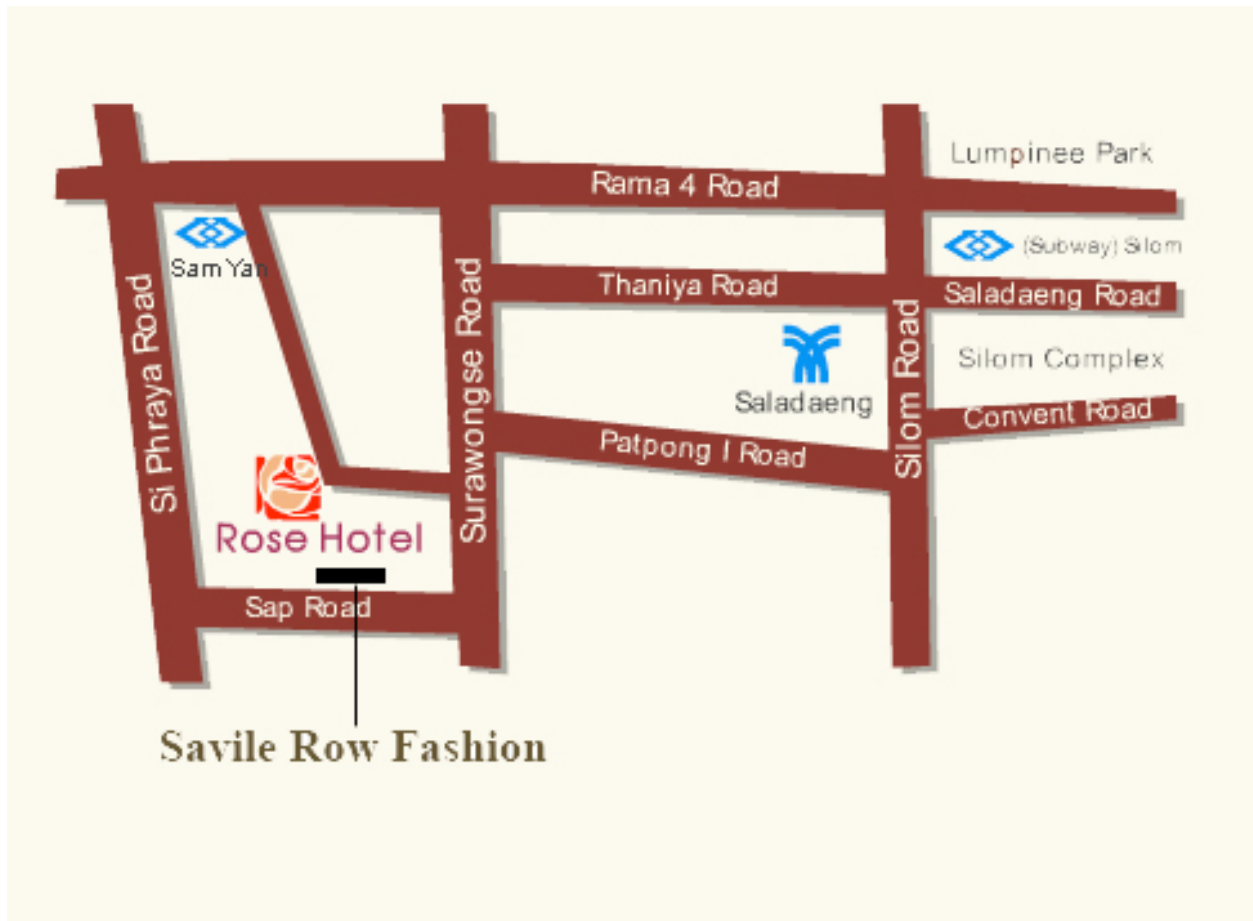 Lumpinee Park
Rama 4 Road
(Subway) Silom
Sam Yan
Thaniya Road
Saladaeng Road
Si Phraya Road
Surawongse Road
Silom Road
Silom Complex
Saladaeng
Convent Road
Patpong I Road
Rose Hotel
Sap Road
Savile Row Fashion